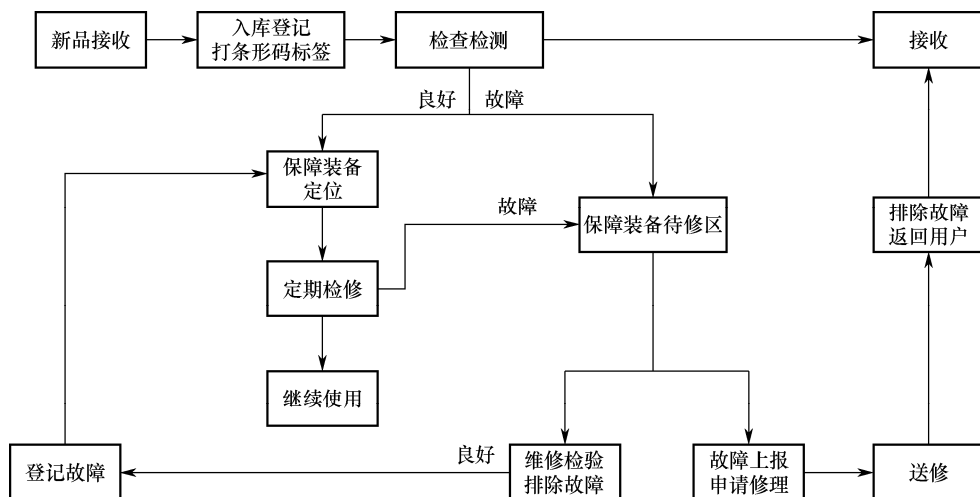 新品接收
入库登记
打条形码标签
检查检测
接收
良好
故障
保障装备
定位
故障
保障装备待修区
排除故障
返回用户
定期检修
继续使用
登记故障
良好
维修检验
排除故障
故障上报
申请修理
送修